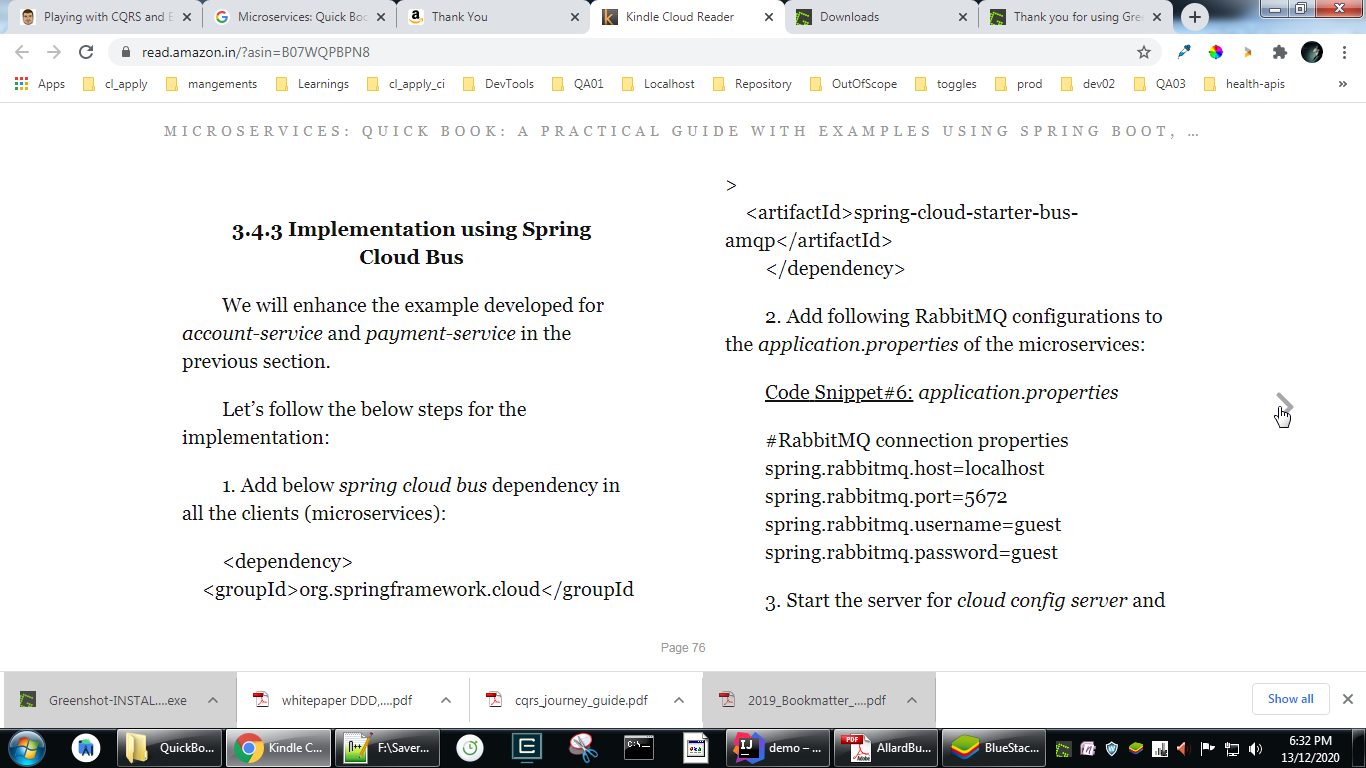 Playing with CQRS and E
Microservices: Quick Boo
Thank You
Kindle Cloud Reader
Downloads
Thank you for using Gre
read.amazon.in/?asin=B07WQPBPN8
Apps
cl_apply
mangements
Learnings
cl_apply_ci
DevTools
QA01
Localhost
Repository
OutOfScope
toggles
prod
dev02
QA03
health-apis
»
MICROSERVICES: QUICK BOOK: A PRACTICAL GUIDE WITH EXAMPLES USING SPRING BOOT, …
3.4.3 Implementation using Spring
Cloud Bus
We will enhance the example developed for
account-service and payment-service in the
previous section.
Let’s follow the below steps for the
implementation:
1. Add below spring cloud bus dependency in
all the clients (microservices):
<dependency>
<groupId>org.springframework.cloud</groupId
>
<artifactId>spring-cloud-starter-bus-
amqp</artifactId>
</dependency>
2. Add following RabbitMQ configurations to
the application.properties of the microservices:
Code Snippet#6: application.properties
#RabbitMQ connection properties
spring.rabbitmq.host=localhost
spring.rabbitmq.port=5672
spring.rabbitmq.username=guest
spring.rabbitmq.password=guest
3. Start the server for cloud config server and
Page 76
Greenshot-INSTAL....exe
whitepaper DDD,....pdf
cqrs_journey_guide.pdf
2019_Bookmatter_....pdf
Show all
QuickBo...
Kindle C...
F:\Saver...
demo – ...
AllardBu...
BlueStac...
6:32 PM
13/12/2020